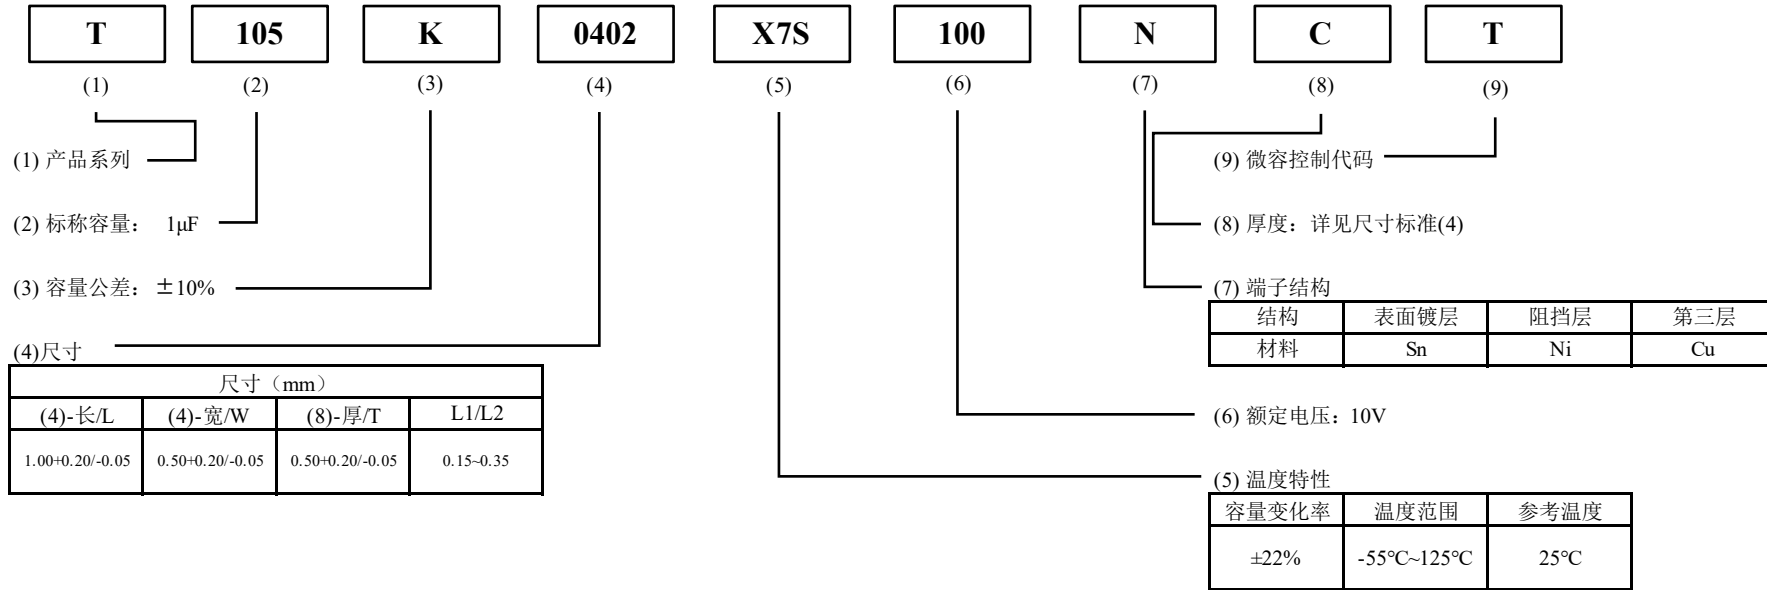 T 105 K 0402 X7S 100 N C T
(1) (2) (3) (4) (5) (6) (7) (8) (9)
(1) 产品系列
(2) 标称容量： 1μF
(3) 容量公差：±10%
(4)尺寸
尺寸（mm）
(4)-长/L (4)-宽/W (8)-厚/T L1/L2
1.00+0.20/-0.05 0.50+0.20/-0.05 0.50+0.20/-0.05 0.15~0.35
(9) 微容控制代码
(8) 厚度：详见尺寸标准(4)
(7) 端子结构
结构 表面镀层 阻挡层 第三层
材料 Sn Ni Cu
(6) 额定电压：10V
(5) 温度特性
容量变化率 温度范围 参考温度
±22% -55℃~125℃ 25℃